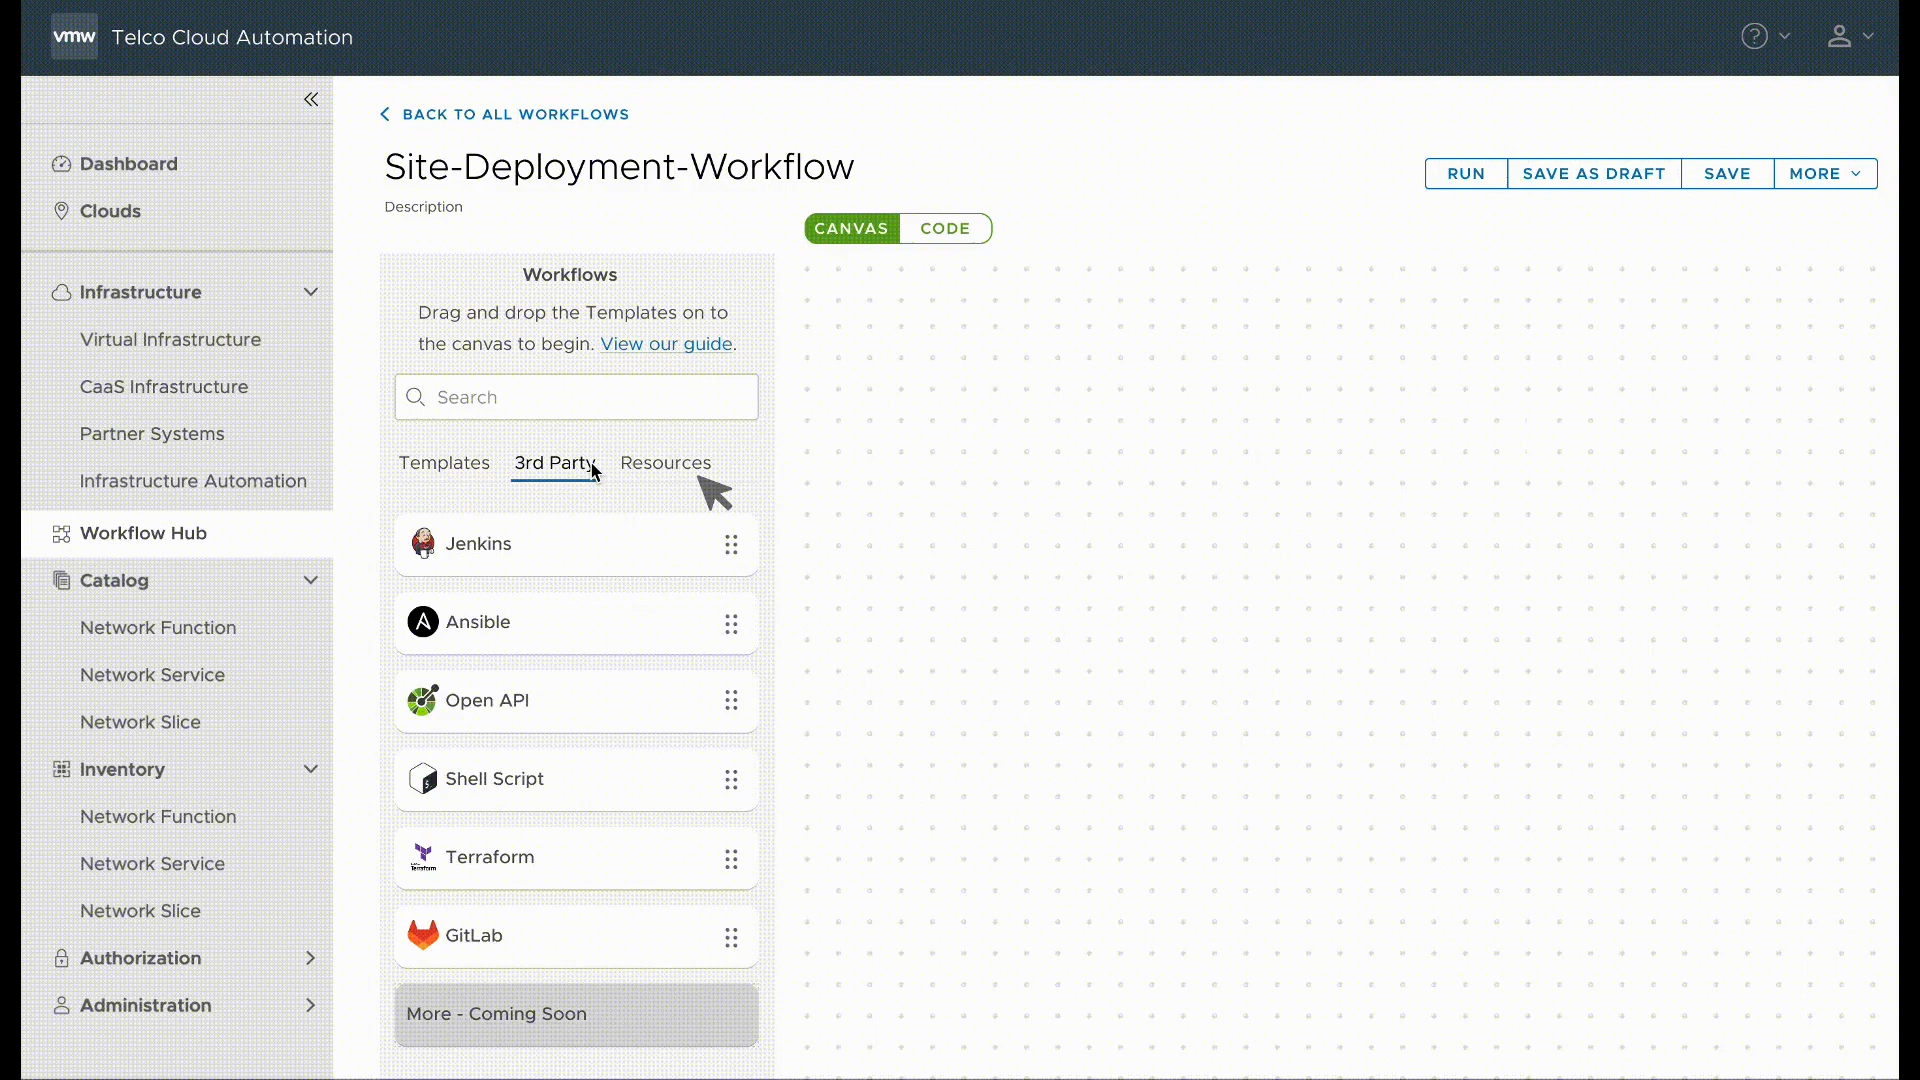 vmw
Telco Cloud Automation
Dashboard
Clouds
Infrastructure
Virtual Infrastructure
CaaS Infrastructure
Partner Systems
Infrastructure Automation
Workflow Hub
Catalog
Network Function
Network Service
Network Slice
Inventory
Network Function
Network Service
Network Slice
Authorization
Administration
BACK TO ALL WORKFLOWS
Site-Deployment-Workflow
Description
RUN
SAVE AS DRAFT
SAVE
MORE
CANVAS
CODE
Workflows
Drag and drop the Templates on to
the canvas to begin. View our guide.
Search
Templates
3rd Party
Resources
Jenkins
Ansible
Open API
Shell Script
Terraform
Terraform
GitLab
More - Coming Soon